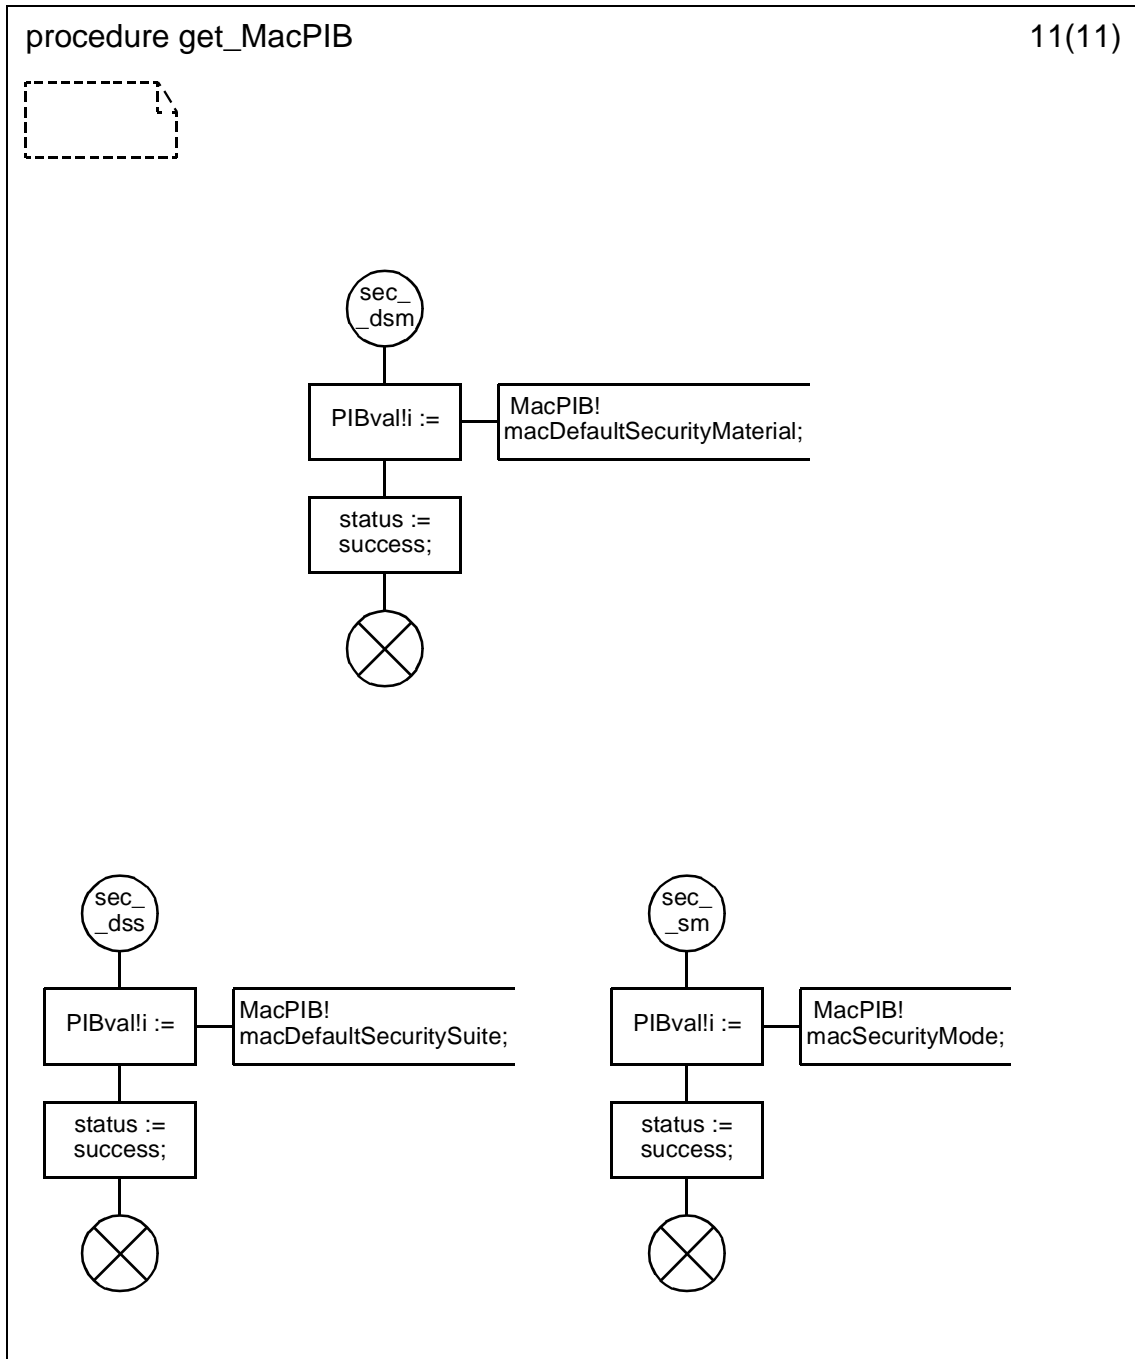 procedure get_MacPIB
11(11)
sec_
_dsm
PIBval!i :=
MacPIB!
macDefaultSecurityMaterial;
status :=
success;
sec_
_dss
PIBval!i :=
MacPIB!
macDefaultSecuritySuite;
status :=
success;
sec_
_sm
PIBval!i :=
MacPIB!
macSecurityMode;
status :=
success;